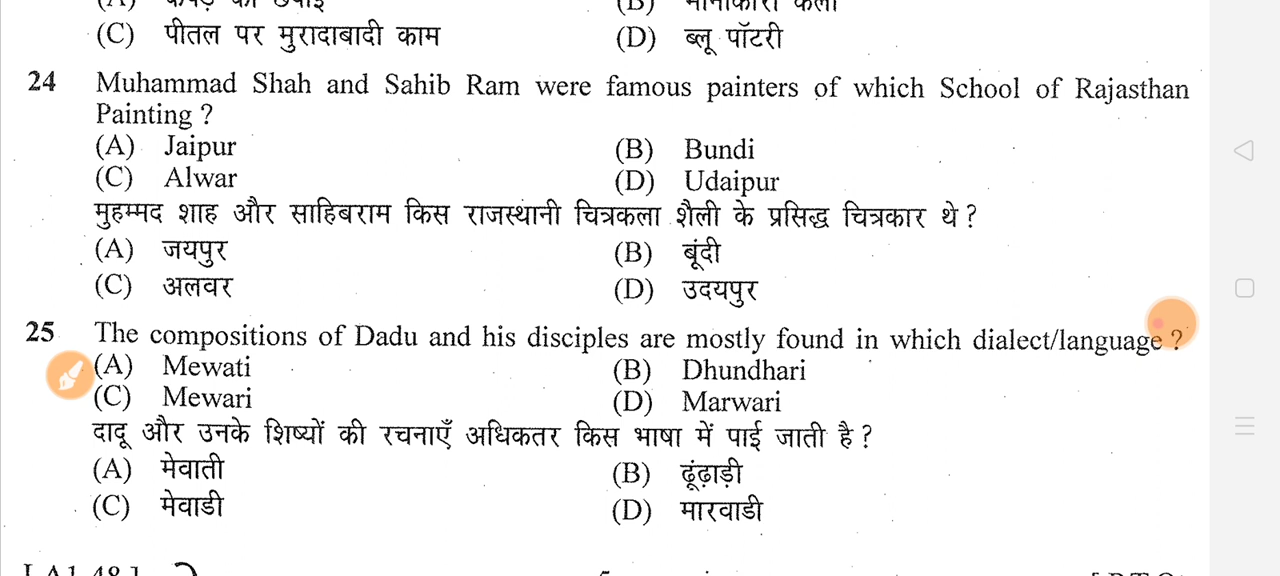 (C) पीतल पर मुरादाबादी काम (D) ब्लू पॉटरी
24 Muhammad Shah and Sahib Ram were famous painters of which School of Rajasthan
Painting ?
(A) Jaipur (B) Bundi
(C) Alwar (D) Udaipur
मुहम्मद शाह और साहिबराम किस राजस्थानी चित्रकला शैली के प्रसिद्ध चित्रकार थे ?
(A) जयपुर (B) बूंदी
(C) अलवर (D) उदयपुर
25 The compositions of Dadu and his disciples are mostly found in which dialect/language ?
(A) Mewati (B) Dhundhari
(C) Mewari (D) Marwari
दादू और उनके शिष्यों की रचनाएँ अधिकतर किस भाषा में पाई जाती है ?
(A) मेवाती (B) ढूंढ़ाड़ी
(C) मेवाडी (D) मारवाडी